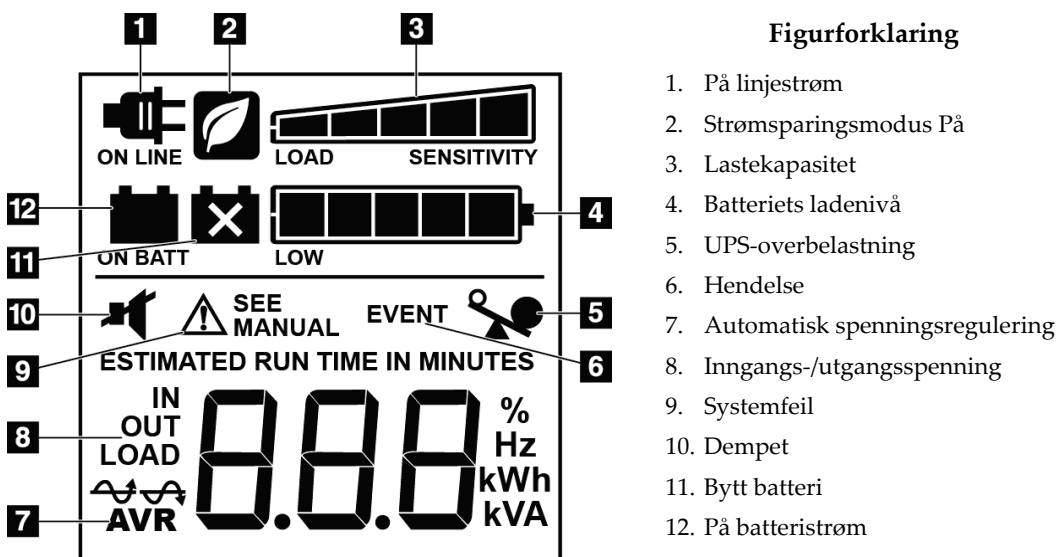 1 2 3
ON LINE
LOAD SENSITIVITY
12
4
11
ON BATT
LOW
10
SEE
MANUAL
EVENT
5
9
6
ESTIMATED RUN TIME IN MINUTES
IN
OUT
LOAD
8
8.8.8
%
Hz
kWh
kVA
7
AVR
Figurforklaring
1. På linjestrøm
2. Strømsparingsmodus På
3. Lastekapasitet
4. Batteriets ladenivå
5. UPS-overbelastning
6. Hendelse
7. Automatisk spenningsregulering
8. Inngangs-/utgangsspenning
9. Systemfeil
10. Dempet
11. Bytt batteri
12. På batteristrøm